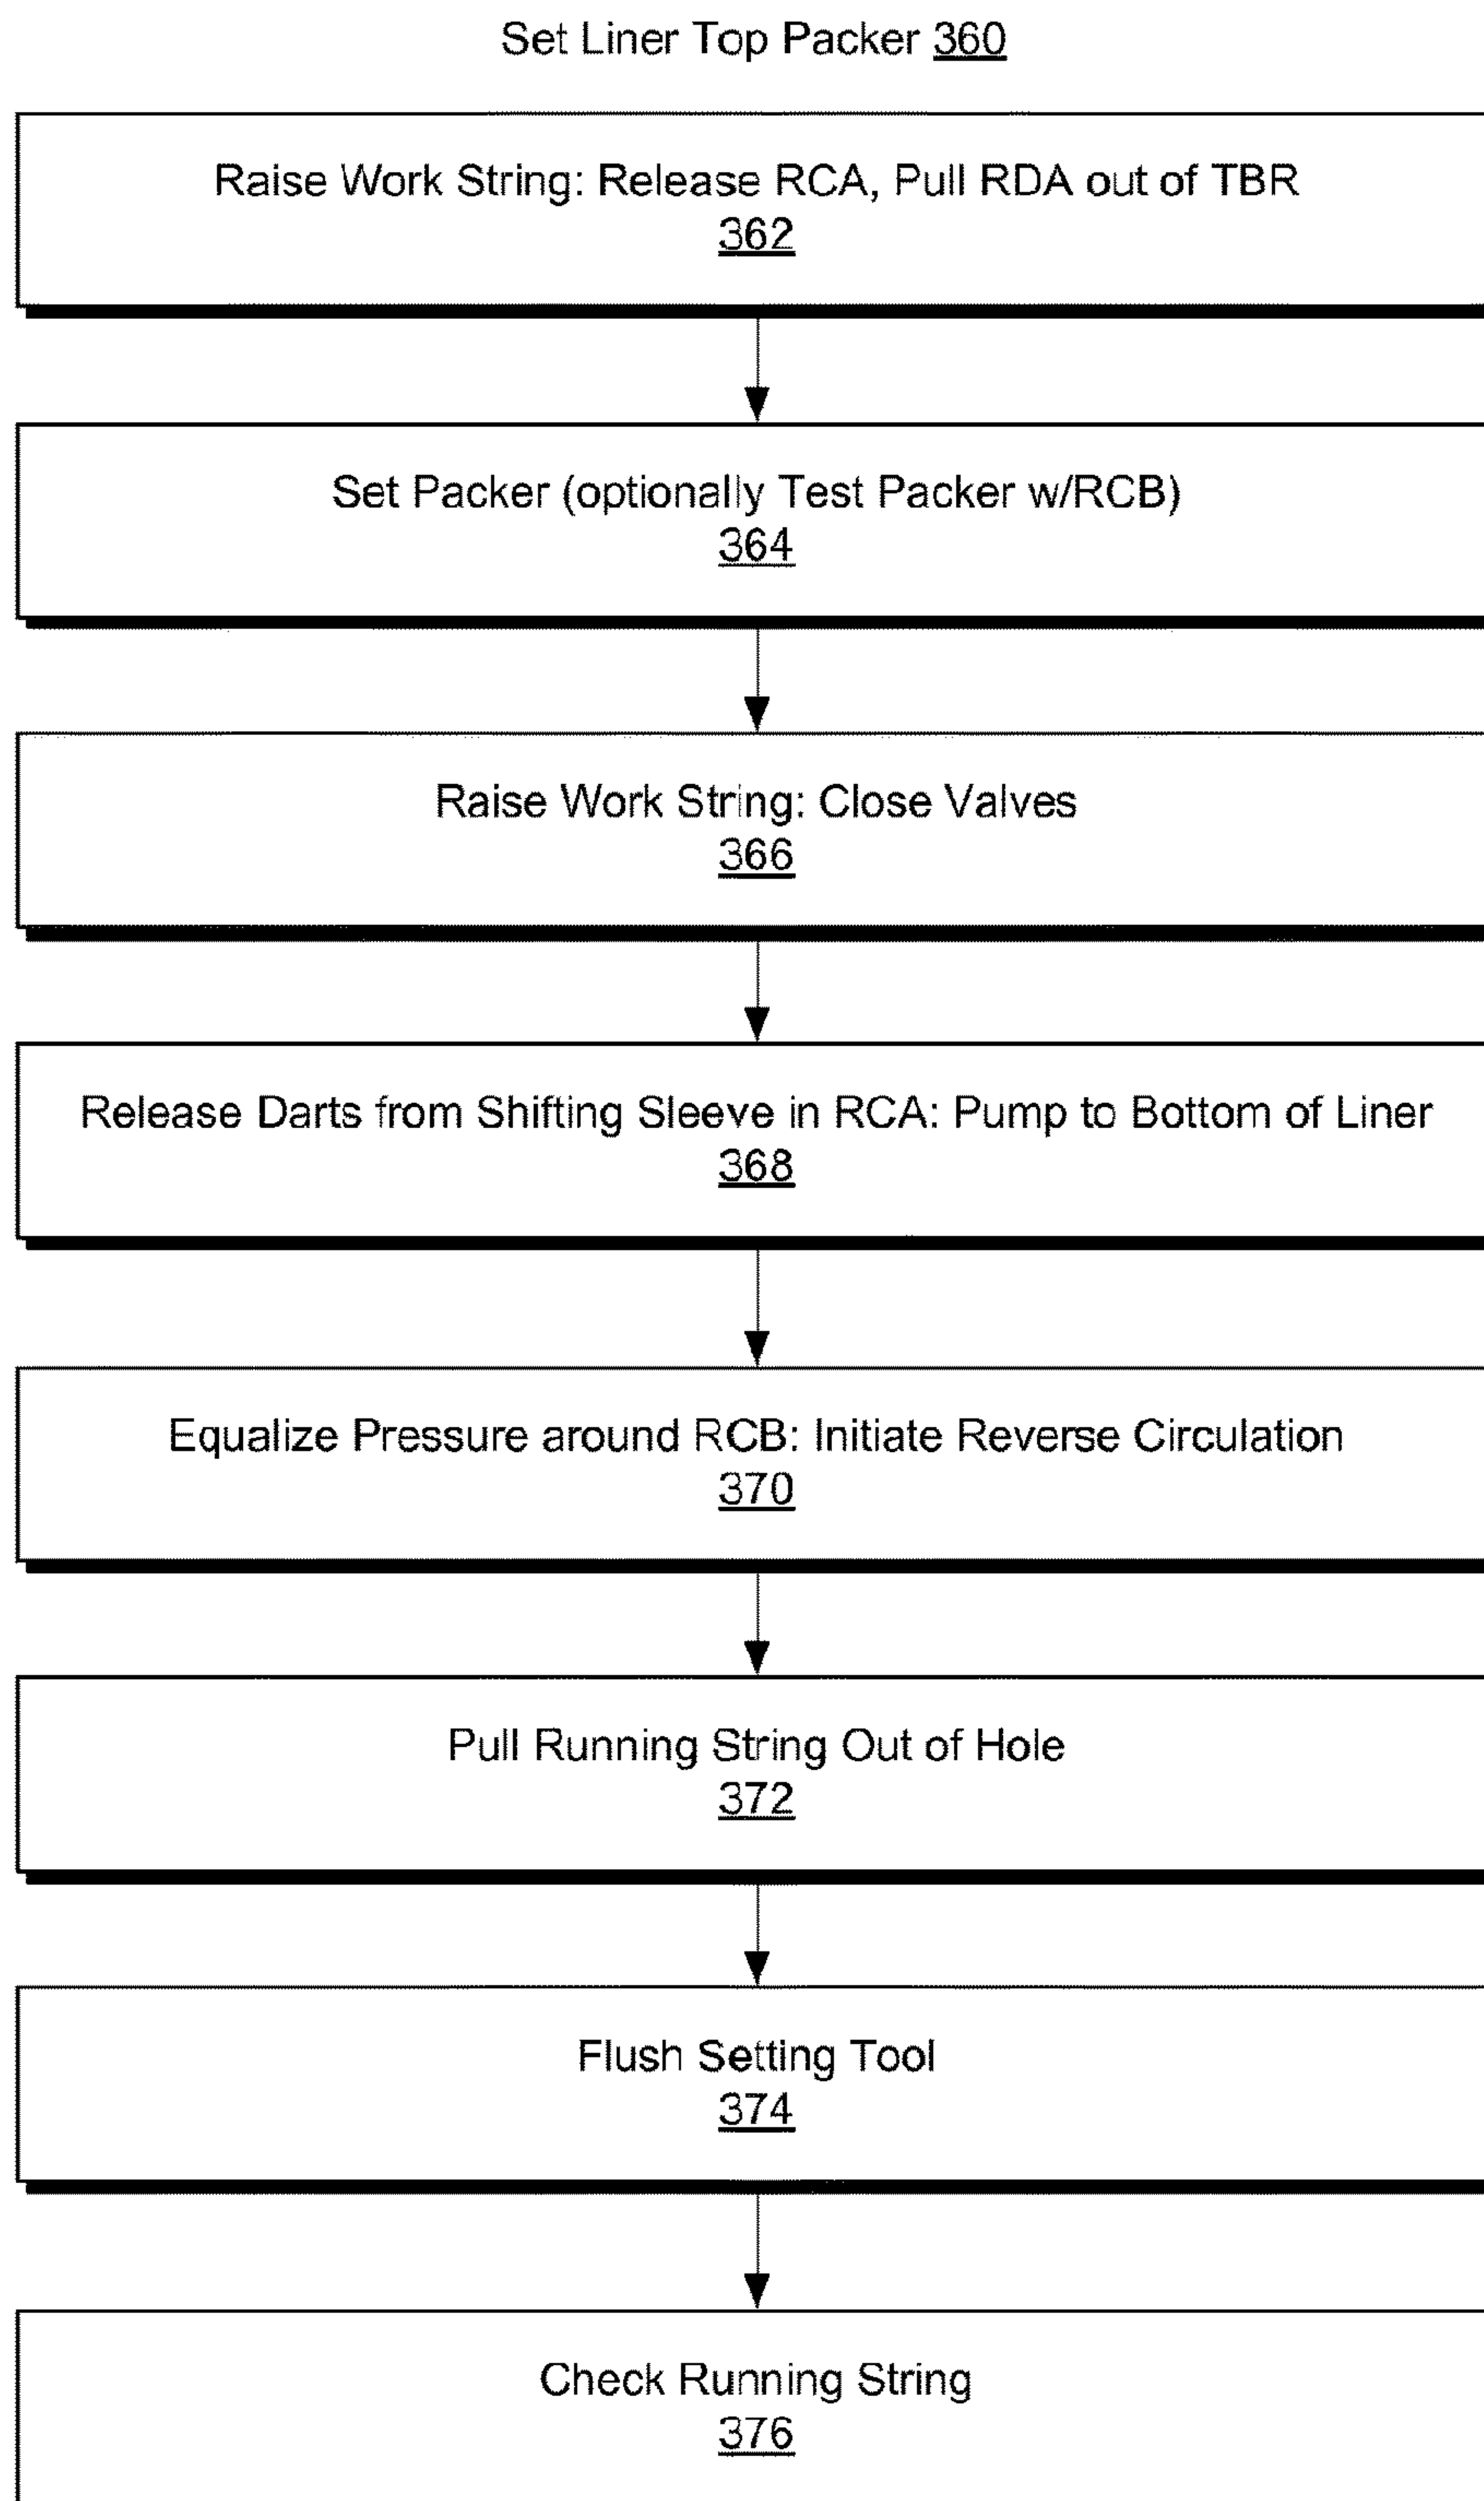 Set Liner Top Packer 360
Raise Work String: Release RCA, Pull RDA out of TBR
362
Set Packer (optionally Test Packer w/RCB)
364
Raise Work String: Close Valves
366
Release Darts from Shifting Sleeve in RCA: Pump to Bottom of Liner
368
Equalize Pressure around RCB: Initiate Reverse Circulation
370
Pull Running String Out of Hole
372
Flush Setting Tool
374
Check Running String
376